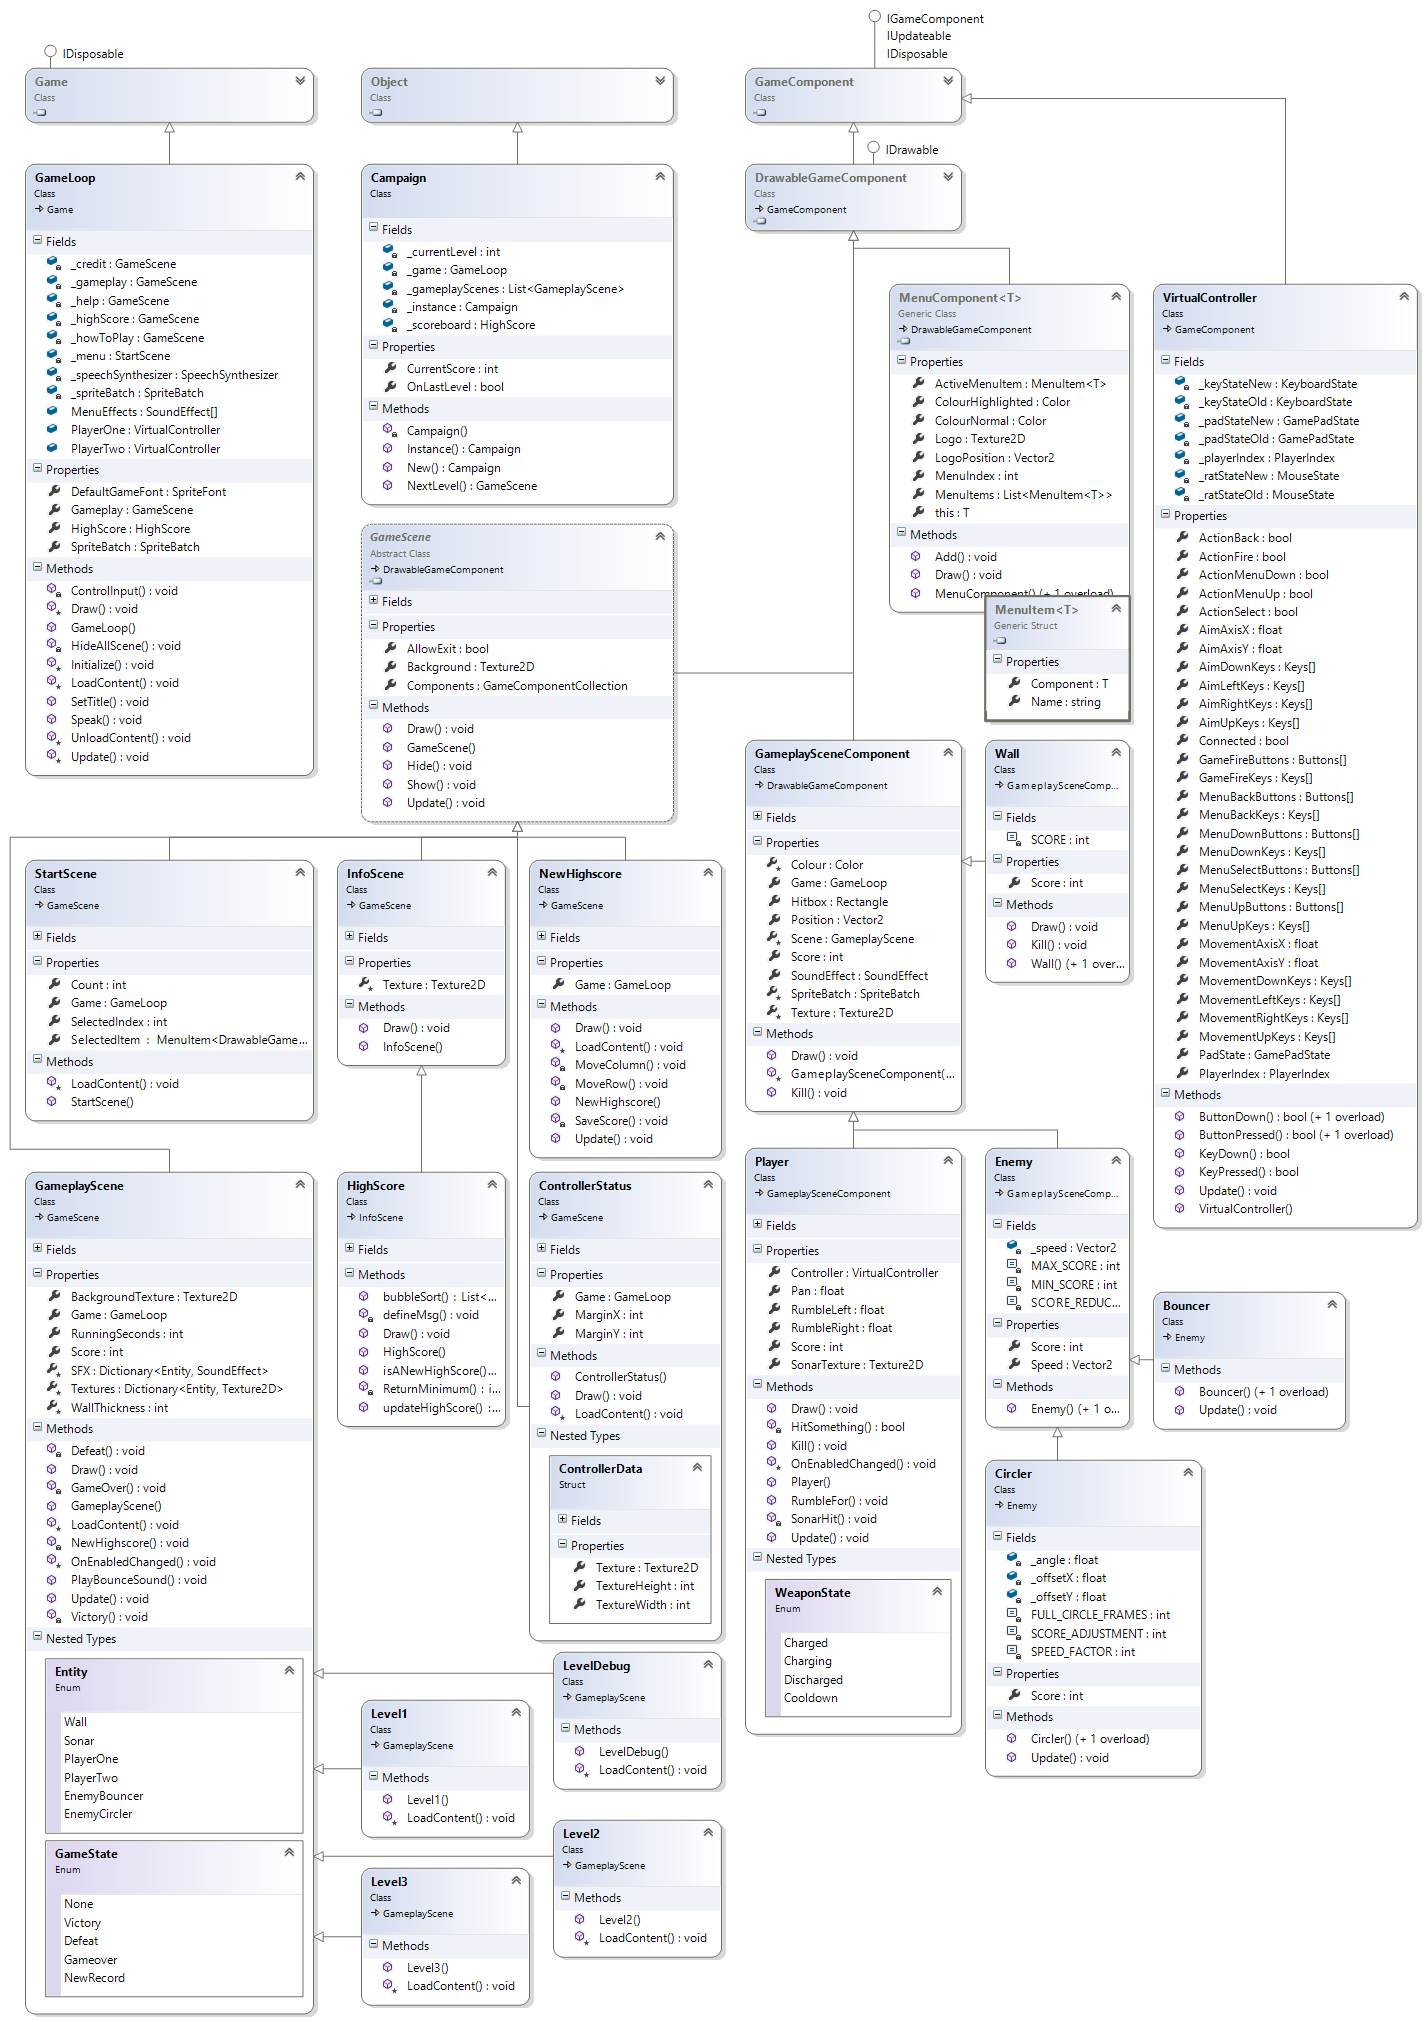 IDisposable
Game
Class
GameLoop
Class
Game
Fields
_credit : GameScene
_gameplay : GameScene
_help : GameScene
_highScore : GameScene
_howToPlay : GameScene
_menu : StartScene
_speechSynthesizer : SpeechSynthesizer
_spriteBatch : SpriteBatch
MenuEffects : SoundEffect[]
PlayerOne : VirtualController
PlayerTwo : VirtualController
Properties
DefaultGameFont : SpriteFont
Gameplay : GameScene
HighScore : HighScore
SpriteBatch : SpriteBatch
Methods
ControlInput() : void
Draw() : void
GameLoop()
HideAllScene() : void
Initialize() : void
LoadContent() : void
SetTitle() : void
Speak() : void
UnloadContent() : void
Update() : void
Object
Class
Campaign
Class
Fields
_currentLevel : int
_game : GameLoop
_gameplayScenes : List<GameplayScene>
_instance : Campaign
_scoreboard : HighScore
Properties
CurrentScore : int
OnLastLevel : bool
Methods
Campaign()
Instance() : Campaign
New() : Campaign
NextLevel() : GameScene
GameScene
Abstract Class
DrawableGameComponent
Fields
Properties
AllowExit : bool
Background : Texture2D
Components : GameComponentCollection
Methods
Draw() : void
GameScene()
Hide() : void
Show() : void
Update() : void
IGameComponent
IUpdateable
IDisposable
GameComponent
Class
IDrawable
DrawableGameComponent
Class
GameComponent
MenuComponent<T>
Generic Class
DrawableGameComponent
Properties
ActiveMenuItem : MenuItem<T>
ColourHighlighted : Color
ColourNormal : Color
Logo : Texture2D
LogoPosition : Vector2
MenuIndex : int
MenuItems : List<MenuItem<T>>
this : T
Methods
Add() : void
Draw() : void
MenuComponent() (+ 1 overload)
MenuItem<T>
Generic Struct
Properties
Component : T
Name : string
VirtualController
Class
GameComponent
Fields
_keyStateNew : KeyboardState
_keyStateOld : KeyboardState
_padStateNew : GamePadState
_padStateOld : GamePadState
_playerIndex : PlayerIndex
_ratStateNew : MouseState
_ratStateOld : MouseState
Properties
ActionBack : bool
ActionFire : bool
ActionMenuDown : bool
ActionMenuUp : bool
ActionSelect : bool
AimAxisX : float
AimAxisY : float
AimDownKeys : Keys[]
AimLeftKeys : Keys[]
AimRightKeys : Keys[]
AimUpKeys : Keys[]
Connected : bool
GameFireButtons : Buttons[]
GameFireKeys : Keys[]
MenuBackButtons : Buttons[]
MenuBackKeys : Keys[]
MenuDownButtons : Buttons[]
MenuDownKeys : Keys[]
MenuSelectButtons : Buttons[]
MenuSelectKeys : Keys[]
MenuUpButtons : Buttons[]
MenuUpKeys : Keys[]
MovementAxisX : float
MovementAxisY : float
MovementDownKeys : Keys[]
MovementLeftKeys : Keys[]
MovementRightKeys : Keys[]
MovementUpKeys : Keys[]
PadState : GamePadState
PlayerIndex : PlayerIndex
Methods
ButtonDown() : bool (+ 1 overload)
ButtonPressed() : bool (+ 1 overload)
KeyDown() : bool
KeyPressed() : bool
Update() : void
VirtualController()
GameplaySceneComponent
Class
DrawableGameComponent
Fields
Properties
Colour : Color
Game : GameLoop
Hitbox : Rectangle
Position : Vector2
Scene : GameplayScene
Score : int
SoundEffect : SoundEffect
SpriteBatch : SpriteBatch
Texture : Texture2D
Methods
Draw() : void
GameplaySceneComponent(...
Kill() : void
Wall
Class
GameplaySceneComp...
Fields
SCORE : int
Properties
Score : int
Methods
Draw() : void
Kill() : void
Wall() (+ 1 over...
StartScene
Class
GameScene
Fields
Properties
Count : int
Game : GameLoop
SelectedIndex : int
SelectedItem : MenuItem<DrawableGame...
Methods
LoadContent() : void
StartScene()
InfoScene
Class
GameScene
Fields
Properties
Texture : Texture2D
Methods
Draw() : void
InfoScene()
NewHighscore
Class
GameScene
Fields
Properties
Game : GameLoop
Methods
Draw() : void
LoadContent() : void
MoveColumn() : void
MoveRow() : void
NewHighscore()
SaveScore() : void
Update() : void
GameplayScene
Class
GameScene
Fields
Properties
BackgroundTexture : Texture2D
Game : GameLoop
RunningSeconds : int
Score : int
SFX : Dictionary<Entity, SoundEffect>
Textures : Dictionary<Entity, Texture2D>
WallThickness : int
Methods
Defeat() : void
Draw() : void
GameOver() : void
GameplayScene()
LoadContent() : void
NewHighscore() : void
OnEnabledChanged() : void
PlayBounceSound() : void
Update() : void
Victory() : void
Nested Types
Entity
Enum
Wall
Sonar
PlayerOne
PlayerTwo
EnemyBouncer
EnemyCircler
GameState
Enum
None
Victory
Defeat
Gameover
NewRecord
HighScore
Class
InfoScene
Fields
Methods
bubbleSort() : List<...
defineMsg() : void
Draw() : void
HighScore()
isANewHighScore()...
ReturnMinimum() : i...
updateHighScore() :...
ControllerStatus
Class
GameScene
Fields
Properties
Game : GameLoop
MarginX : int
MarginY : int
Methods
ControllerStatus()
Draw() : void
LoadContent() : void
Nested Types
ControllerData
Struct
Fields
Properties
Texture : Texture2D
TextureHeight : int
TextureWidth : int
Player
Class
GameplaySceneComponent
Fields
Properties
Controller : VirtualController
Pan : float
RumbleLeft : float
RumbleRight : float
Score : int
SonarTexture : Texture2D
Methods
Draw() : void
HitSomething() : bool
Kill() : void
OnEnabledChanged() : void
Player()
RumbleFor() : void
SonarHit() : void
Update() : void
Nested Types
WeaponState
Enum
Charged
Charging
Discharged
Cooldown
Enemy
Class
GameplaySceneComp...
Fields
_speed : Vector2
MAX_SCORE : int
MIN_SCORE : int
SCORE_REDUC...
Properties
Score : int
Speed : Vector2
Methods
Enemy() (+ 1 o...
Bouncer
Class
Enemy
Methods
Bouncer() (+ 1 overload)
Update() : void
Circler
Class
Enemy
Fields
_angle : float
_offsetX : float
_offsetY : float
FULL_CIRCLE_FRAMES : int
SCORE_ADJUSTMENT : int
SPEED_FACTOR : int
Properties
Score : int
Methods
Circler() (+ 1 overload)
Update() : void
LevelDebug
Class
GameplayScene
Methods
LevelDebug()
LoadContent() : void
Level1
Class
GameplayScene
Methods
Level1()
LoadContent() : void
Level2
Class
GameplayScene
Methods
Level2()
LoadContent() : void
Level3
Class
GameplayScene
Methods
Level3()
LoadContent() : void